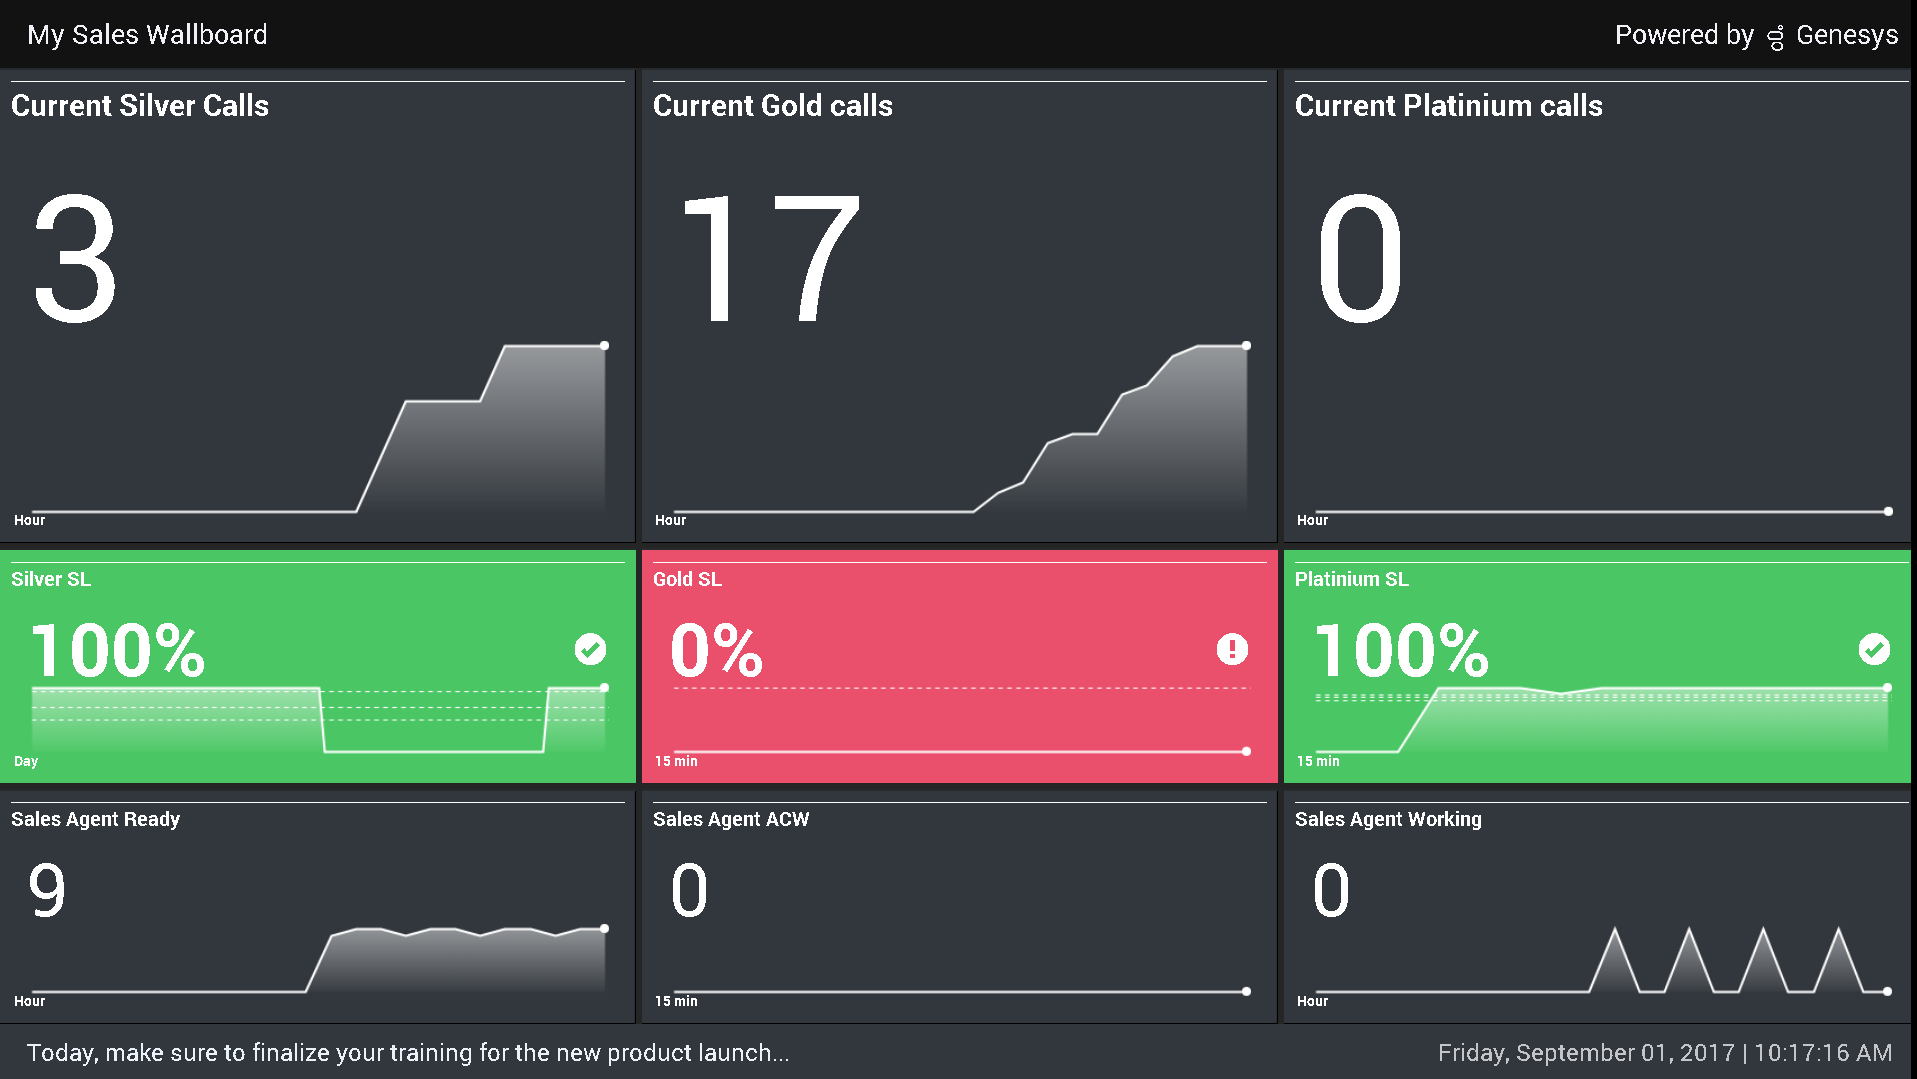 My Sales Wallboard
Powered by Genesys
Current Silver Calls
3
Hour
Current Gold calls
17
Hour
Current Platinium calls
0
Hour
Silver SL
100%
Day
Gold SL
0%
15 min
Platinium SL
100%
15 min
Sales Agent Ready
9
Hour
Sales Agent ACW
0
15 min
Sales Agent Working
0
Hour
Today, make sure to finalize your training for the new product launch...
Friday, September 01, 2017 | 10:17:16 AM